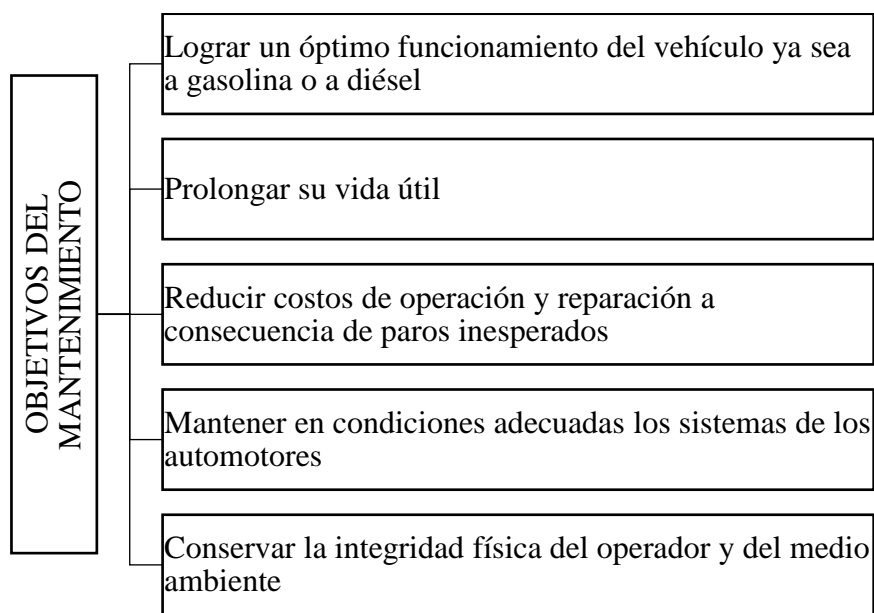 OBJETIVOS DEL
MANTENIMIENTO
Lograr un óptimo funcionamiento del vehículo ya sea
a gasolina o a diésel
Prolongar su vida útil
Reducir costos de operación y reparación a
consecuencia de paros inesperados
Mantener en condiciones adecuadas los sistemas de los
automotores
Conservar la integridad física del operador y del medio
ambiente